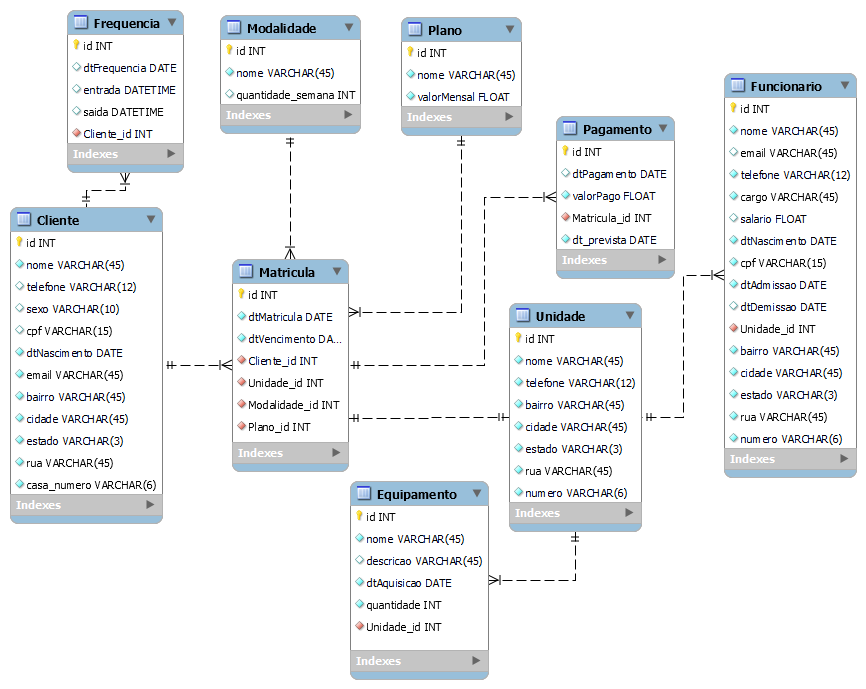 Frequencia
id INT
dtFrequencia DATE
entrada DATETIME
saida DATETIME
Cliente_id INT
Indexes
Modalidade
id INT
nome VARCHAR(45)
quantidade_semana INT
Indexes
Plano
id INT
nome VARCHAR(45)
valorMensal FLOAT
Indexes
Pagamento
id INT
dtPagamento DATE
valorPago FLOAT
Matricula_id INT
dt_prevista DATE
Indexes
Funcionario
id INT
nome VARCHAR(45)
email VARCHAR(45)
telefone VARCHAR(12)
cargo VARCHAR(45)
salario FLOAT
dtNascimento DATE
cpf VARCHAR(15)
dtAdmissao DATE
dtDemissao DATE
Unidade_id INT
bairro VARCHAR(45)
cidade VARCHAR(45)
estado VARCHAR(3)
rua VARCHAR(45)
numero VARCHAR(6)
Indexes
Cliente
id INT
nome VARCHAR(45)
telefone VARCHAR(12)
sexo VARCHAR(10)
cpf VARCHAR(15)
dtNascimento DATE
email VARCHAR(45)
bairro VARCHAR(45)
cidade VARCHAR(45)
estado VARCHAR(3)
rua VARCHAR(45)
casa_numero VARCHAR(6)
Indexes
Matricula
id INT
dtMatricula DATE
dtVencimento DA...
Cliente_id INT
Unidade_id INT
Modalidade_id INT
Plano_id INT
Indexes
Unidade
id INT
nome VARCHAR(45)
telefone VARCHAR(12)
bairro VARCHAR(45)
cidade VARCHAR(45)
estado VARCHAR(3)
rua VARCHAR(45)
numero VARCHAR(6)
Indexes
Equipamento
id INT
nome VARCHAR(45)
descricao VARCHAR(45)
dtAquisicao DATE
quantidade INT
Unidade_id INT
Indexes